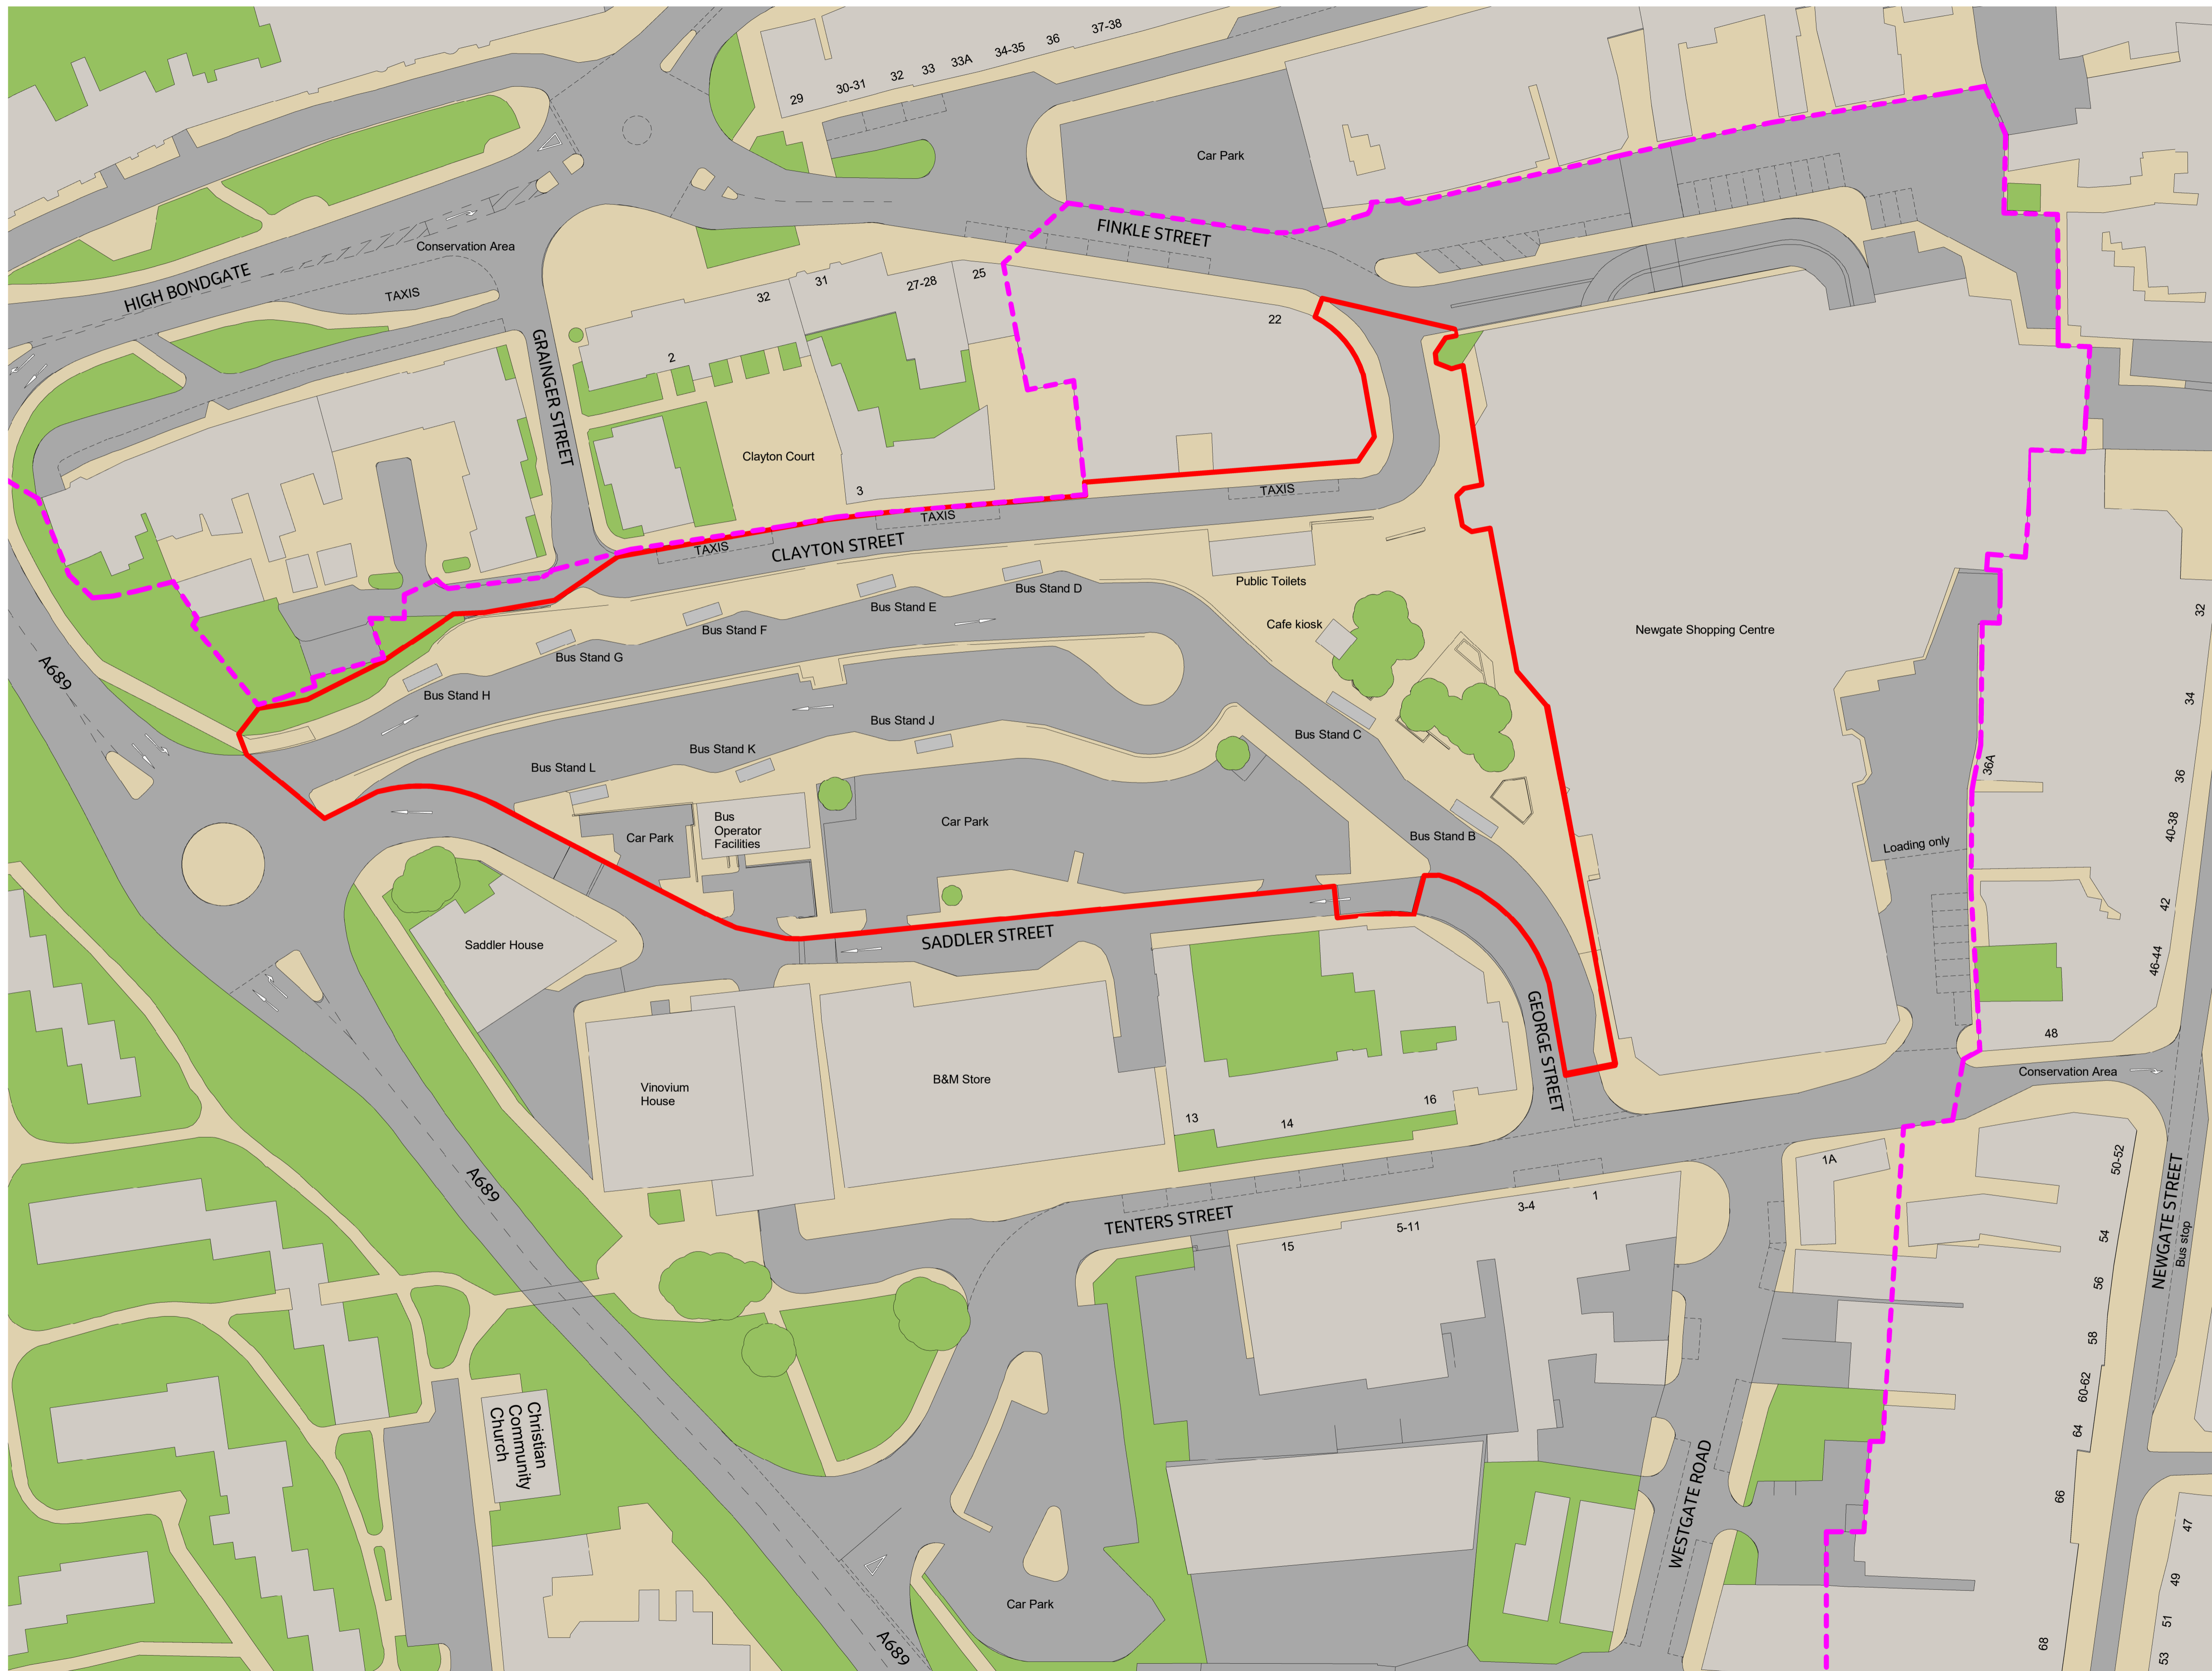 37-38
36
34-35
33A
33
32
30-31
29
Car Park
FINKLE STREET
Conservation Area
HIGH BONDGATE
TAXIS
GRAINGER STREET
32
31
27-28
25
22
2
Clayton Court
3
TAXIS
TAXIS
TAXIS
CLAYTON STREET
Public Toilets
Bus Stand D
Bus Stand E
Bus Stand F
Bus Stand G
Bus Stand H
Cafe kiosk
Newgate Shopping Centre
A689
Bus Stand J
Bus Stand K
Bus Stand L
Bus Stand C
Bus Stand B
Car Park
Bus
Operator
Facilities
Car Park
32
34
36
36A
40-38
Loading only
42
46-44
48
Saddler House
SADDLER STREET
GEORGE STREET
Conservation Area
Vinovium
House
B&M Store
13
14
16
A689
TENTERS STREET
15
5-11
3-4
1
1A
50-52
NEWGATE STREET
Bus stop
54
56
58
60-62
64
66
68
47
49
51
53
Christian
Community
Church
WESTGATE ROAD
Car Park
A689